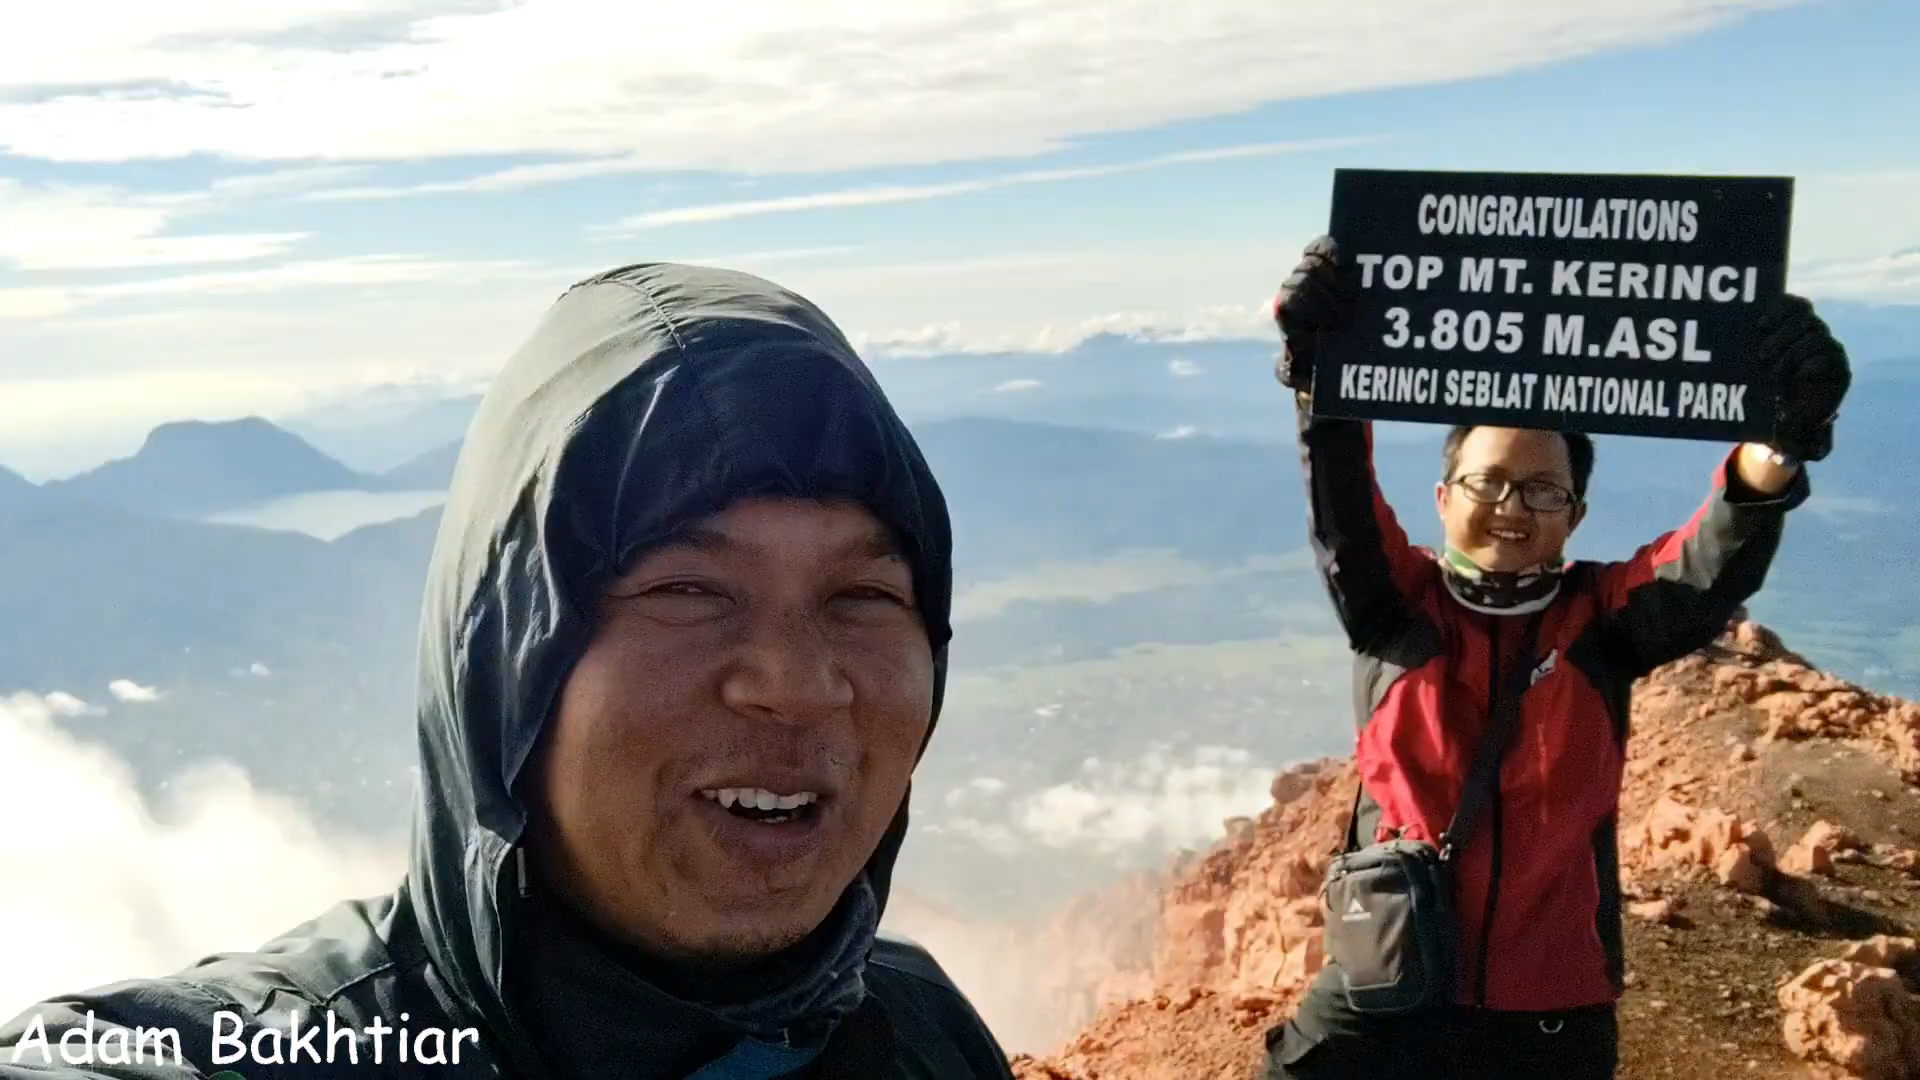 CONGRATULATIONS
TOP MT. KERINCI
3.805 M.ASL
KERINCI SEBLAT NATIONAL PARK
Adam Bakhtiar